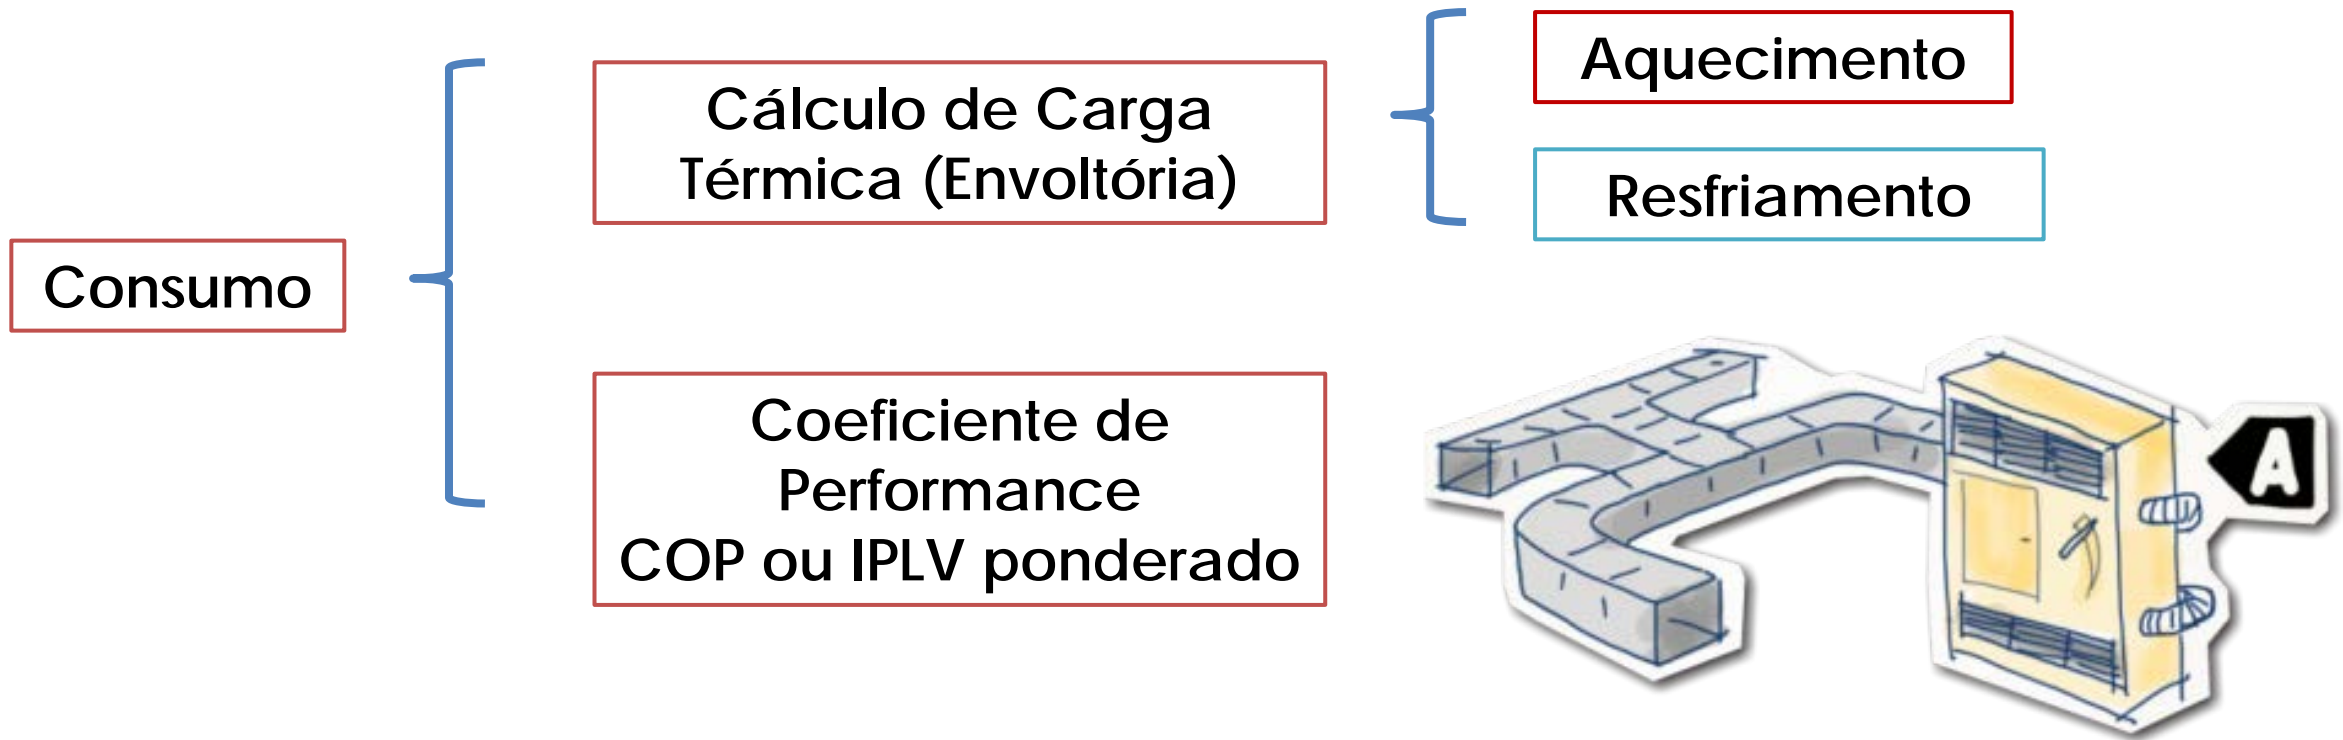 Consumo
Cálculo de Carga
Térmica (Envoltória)
Aquecimento
Resfriamento
Coeficiente de
Performance
COP ou IPLV ponderado
A